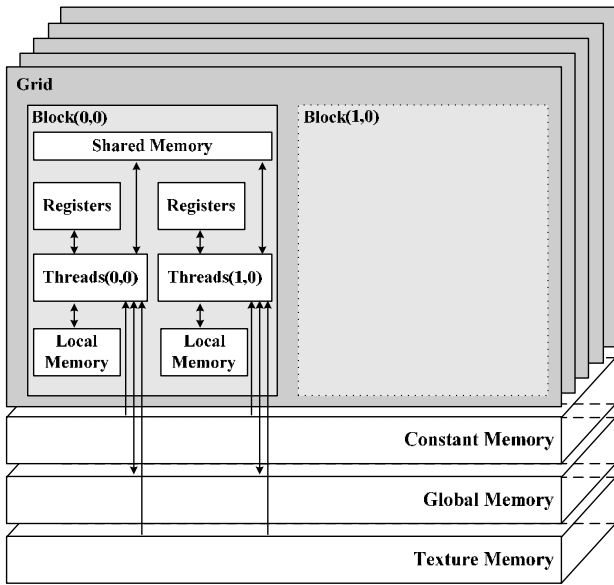 Grid
Block(0,0)
Block(1,0)
Shared Memory
Registers
Registers
Threads(0,0)
Threads(1,0)
Local
Memory
Local
Memory
Constant Memory
Global Memory
Texture Memory